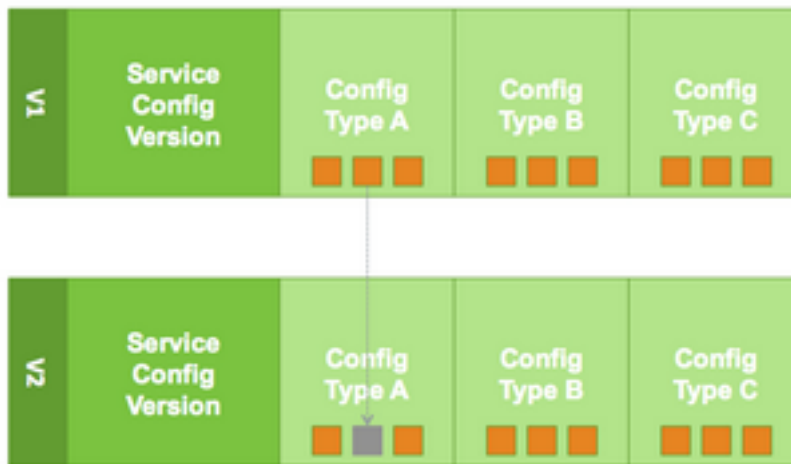 V1
Service
Config
Version
Config
Type A
Config
Type B
Config
Type C
V2
Service
Config
Version
Config
Type A
Config
Type B
Config
Type C